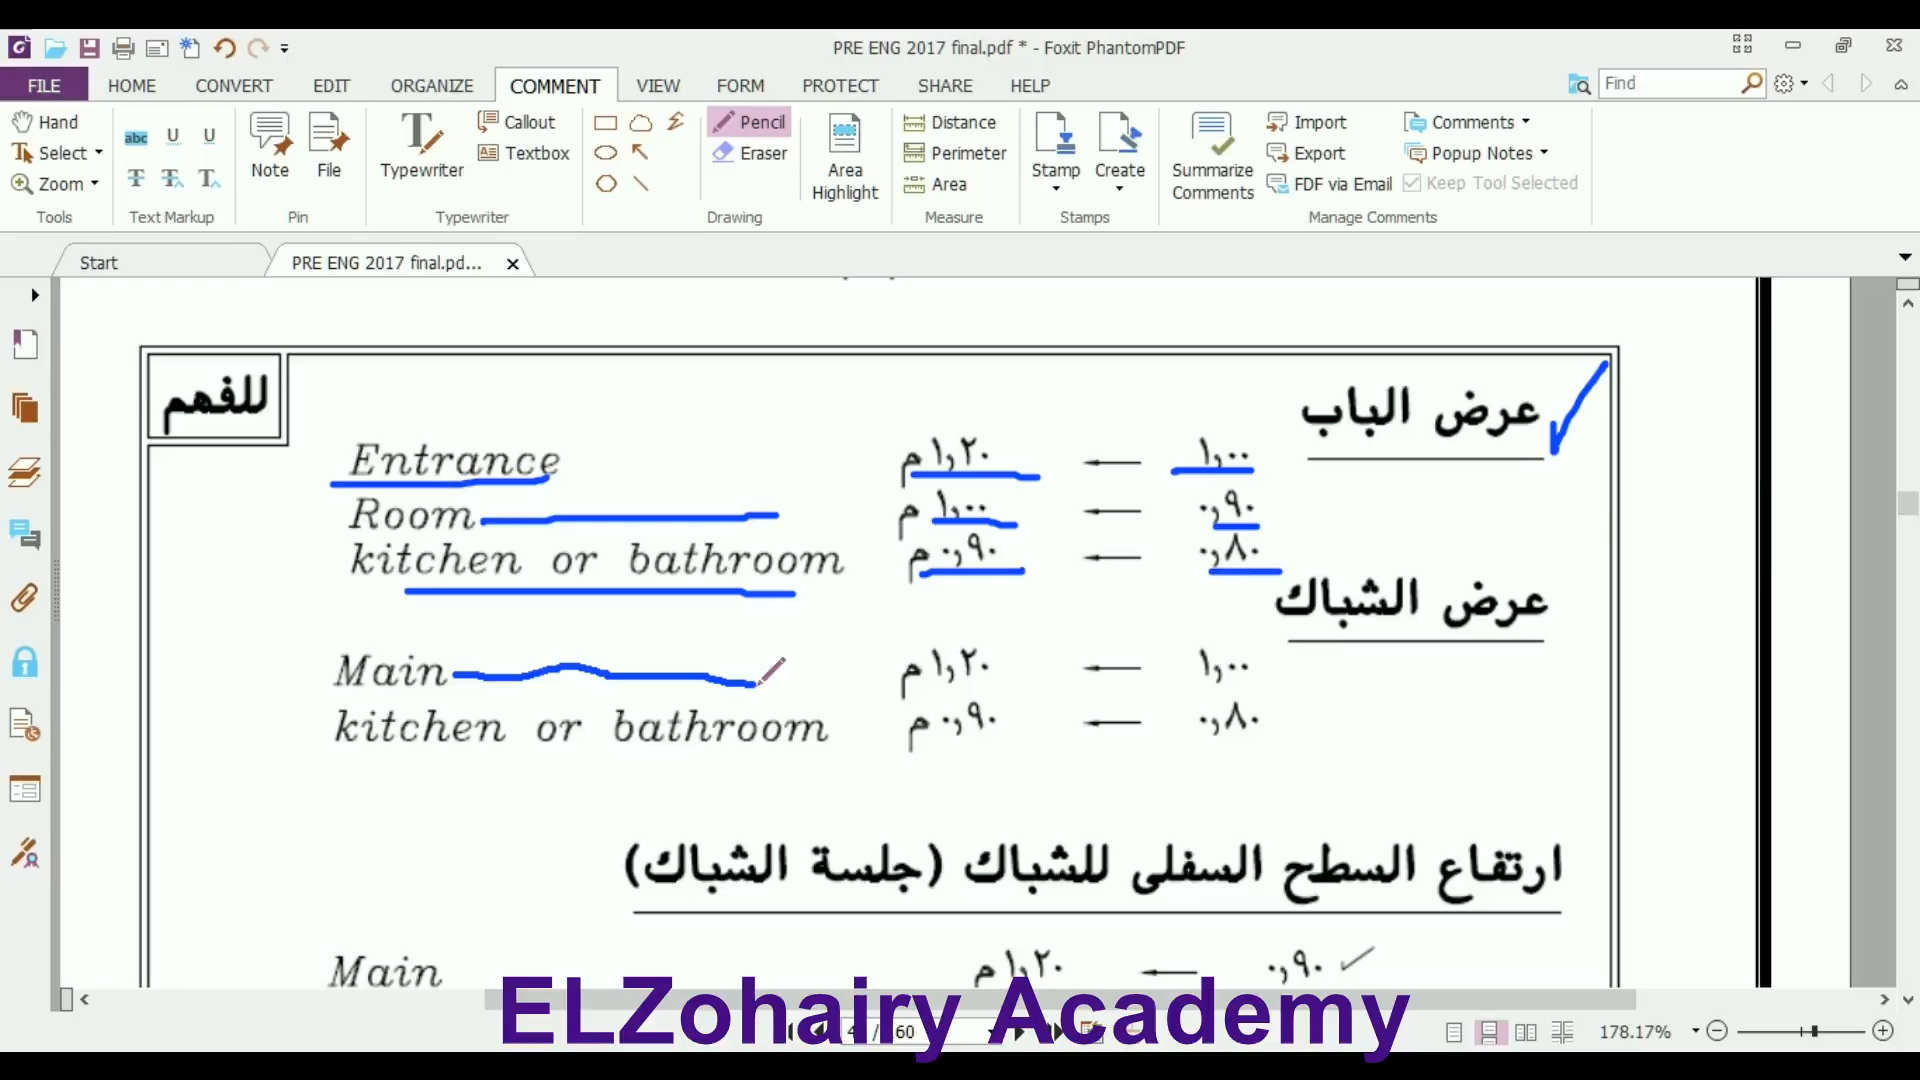 PRE ENG 2017 final.pdf * - Foxit PhantomPDF
FILE HOME CONVERT EDIT ORGANIZE COMMENT VIEW FORM PROTECT SHARE HELP Find
Hand
Select
Zoom
Tools
abc U U
T T T
Text Markup
Note File
Pin
Typewriter
Typewriter
Callout
Textbox
Pencil
Eraser
Drawing
Area Highlight
Distance
Perimeter
Area
Measure
Stamp Create
Stamps
Summarize Comments
Import
Export
FDF via Email
Comments
Popup Notes
Keep Tool Selected
Manage Comments
Start PRE ENG 2017 final.pd...
للفهم
عرض الباب
Entrance ١,٠٠ ← ١,٢٠ م
Room ٠,٩٠ ← ١,٠٠ م
kitchen or bathroom ٠,٨٠ ← ٠,٩٠ م
عرض الشباك
Main ١,٠٠ ← ١,٢٠ م
kitchen or bathroom ٠,٨٠ ← ٠,٩٠ م
ارتفاع السطح السفلى للشباك (جلسة الشباك)
Main ٠,٩٠ ← ١,٢٠ م
ELZohairy Academy
/ 60
178.17%